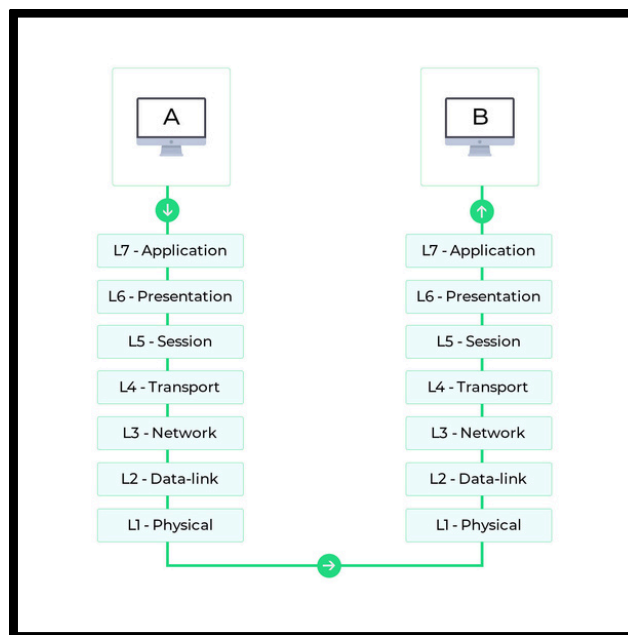 A
B
L7 - Application
L7 - Application
L6 - Presentation
L6 - Presentation
L5 - Session
L5 - Session
L4 - Transport
L4 - Transport
L3 - Network
L3 - Network
L2 - Data-link
L2 - Data-link
L1 - Physical
L1 - Physical